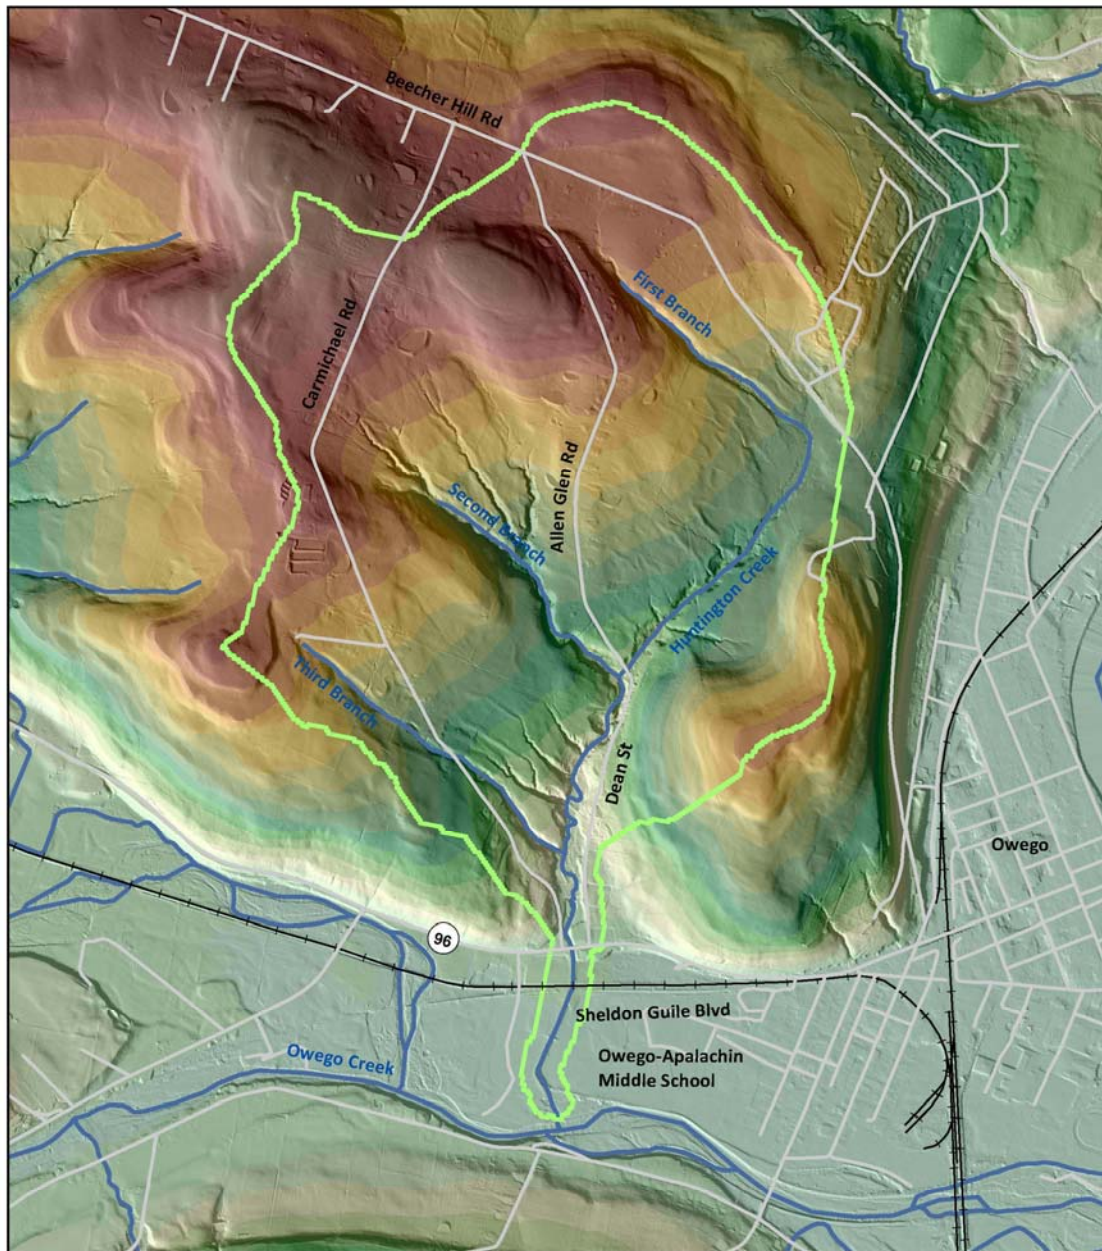 Beecher Hill Rd
First Branch
Carmichael Rd
Allen Glen Rd
Second Branch
Huntington Creek
Third Branch
Dean St
Owego
96
Sheldon Guile Blvd
Owego Creek
Owego-Apalachin
Middle School